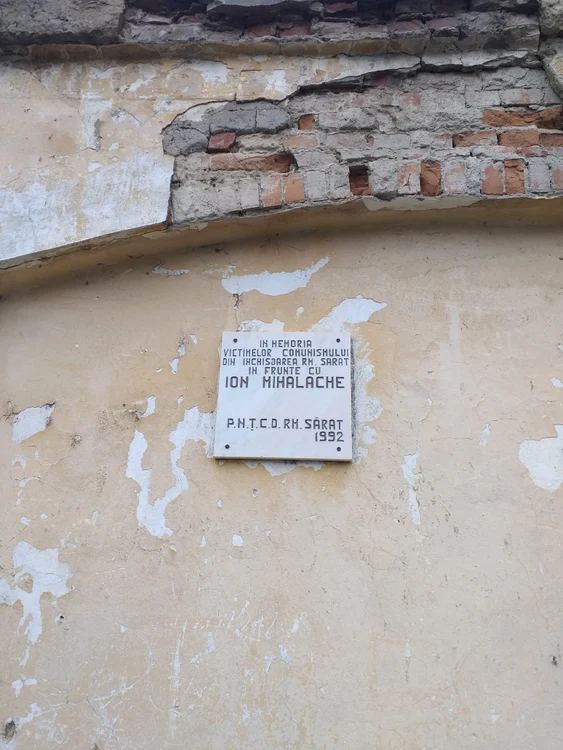 IN MEMORIA
VICTIMELOR COMUNISMULUI
DIN INCHISOAREA RM. SARAT
IN FRUNTE CU
ION MIHALACHE
P.N.Ț.C.D. RM. SĂRAT
1992